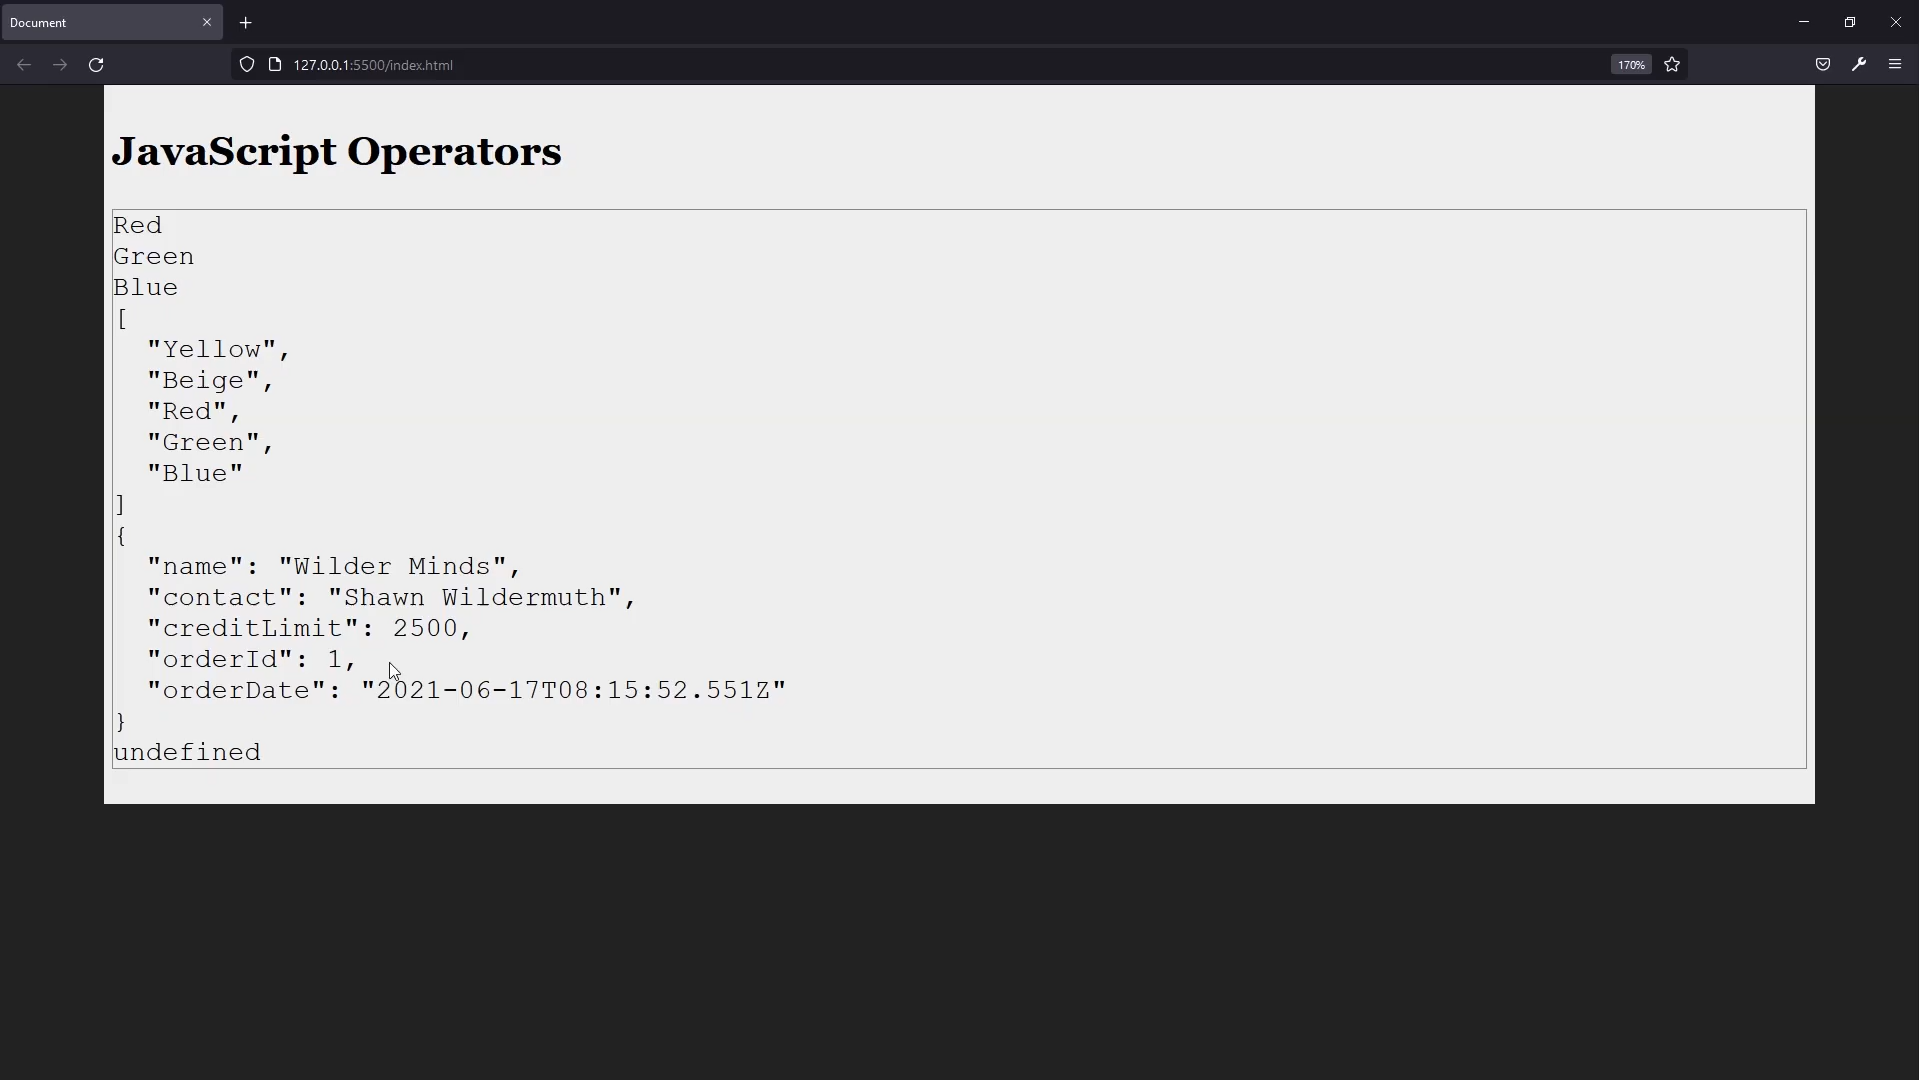 Document
127.0.0.1:5500/index.html
170%
JavaScript Operators
Red
Green
Blue
[
  "Yellow",
  "Beige",
  "Red",
  "Green",
  "Blue"
]
{
  "name": "Wilder Minds",
  "contact": "Shawn Wildermuth",
  "creditLimit": 2500,
  "orderId": 1,
  "orderDate": "2021-06-17T08:15:52.551Z"
}
undefined